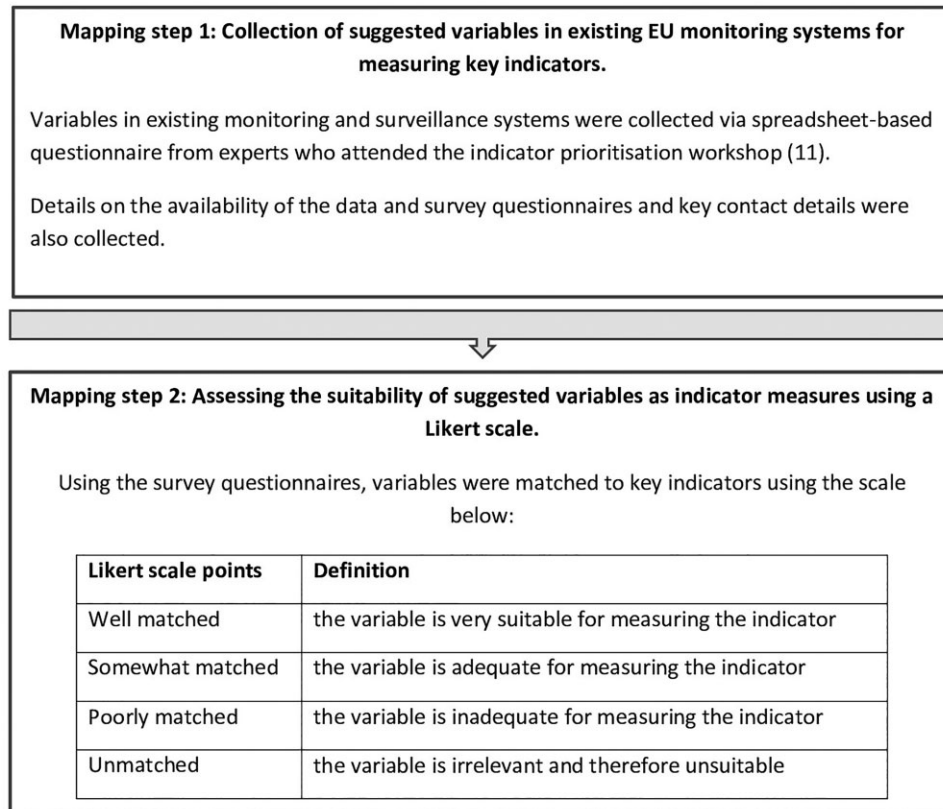 Mapping step 1: Collection of suggested variables in existing EU monitoring systems for
measuring key indicators.
Variables in existing monitoring and surveillance systems were collected via spreadsheet-based
questionnaire from experts who attended the indicator prioritisation workshop (11).
Details on the availability of the data and survey questionnaires and key contact details were
also collected.
Mapping step 2: Assessing the suitability of suggested variables as indicator measures using a
Likert scale.
Using the survey questionnaires, variables were matched to key indicators using the scale
below:
Likert scale points Definition
Well matched the variable is very suitable for measuring the indicator
Somewhat matched the variable is adequate for measuring the indicator
Poorly matched the variable is inadequate for measuring the indicator
Unmatched the variable is irrelevant and therefore unsuitable